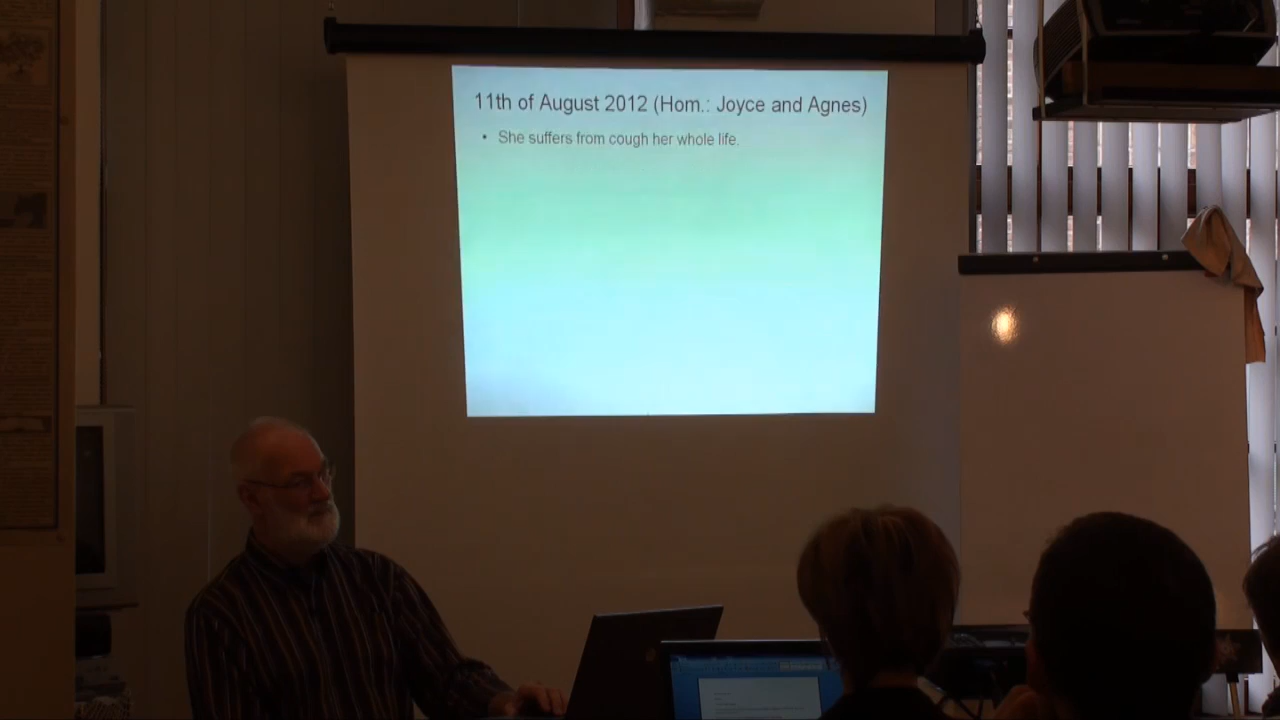 11th of August 2012 (Hom.: Joyce and Agnes)
• She suffers from cough her whole life.